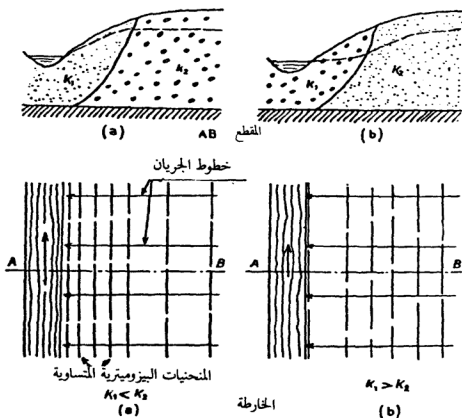 K₁ K₂ K₁ K₂
(a) AB المقطع (b)
خطوط الجريان
A B A B
المنحنيات البيزوميترية المتساوية
K₁ < K₂ K₁ > K₂
(a) الخارطة (b)